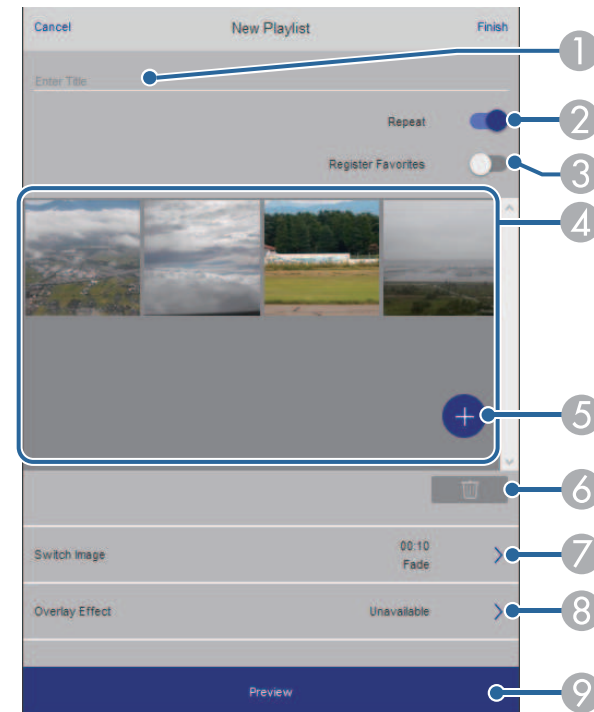 Cancel New Playlist Finish
1
Enter Title
Repeat 2
Register Favorites 3
4
5
6
Switch Image 00:10 7
Fade
Overlay Effect Unavailable 8
Preview 9